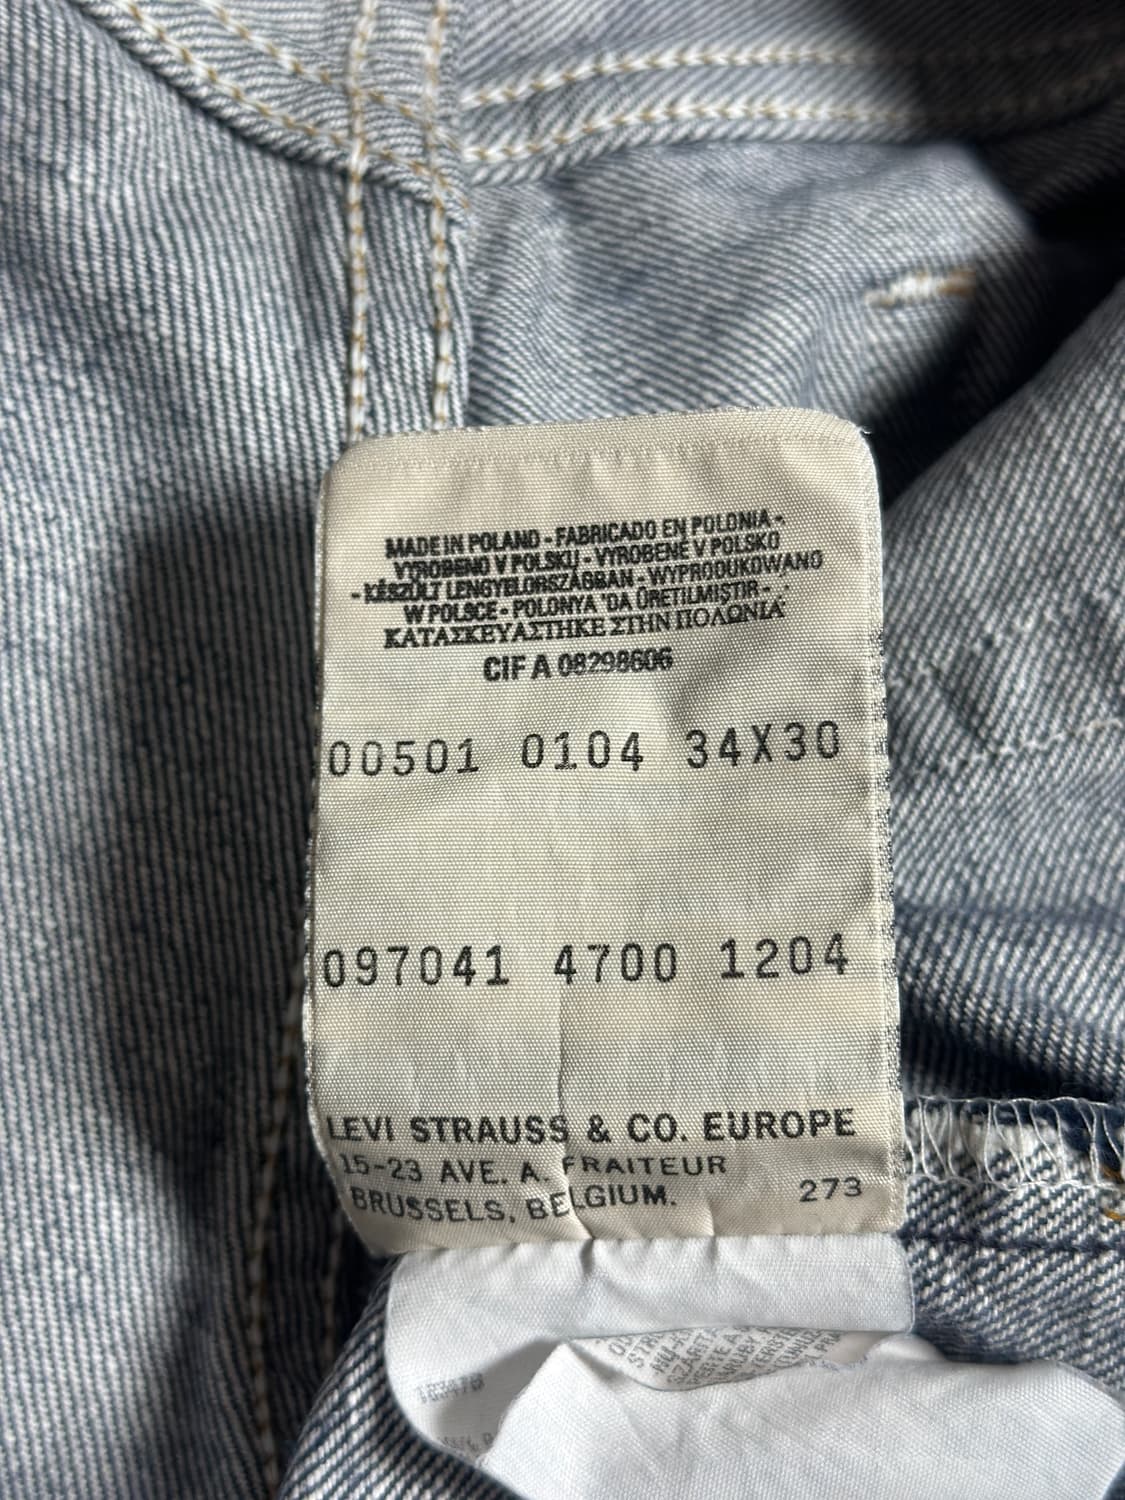 MADE IN POLAND - FABRICADO EN POLONIA -
VYROBENO V POLSKU - VYROBENÉ V POLSKO
- KÉSZÜLT LENGYELORSZÁGBAN - WYPRODUKOWANO
W POLSCE - POLONYA 'DA ÜRETILMIŞTIR -
ΚΑΤΑΣΚΕΥΑΣΤΗΚΕ ΣΤΗΝ ΠΟΛΩΝΙΑ
CIF A 08298606
00501 0104 34X30
097041 4700 1204
LEVI STRAUSS & CO. EUROPE
15-23 AVE. A. FRAITEUR
BRUSSELS, BELGIUM. 273